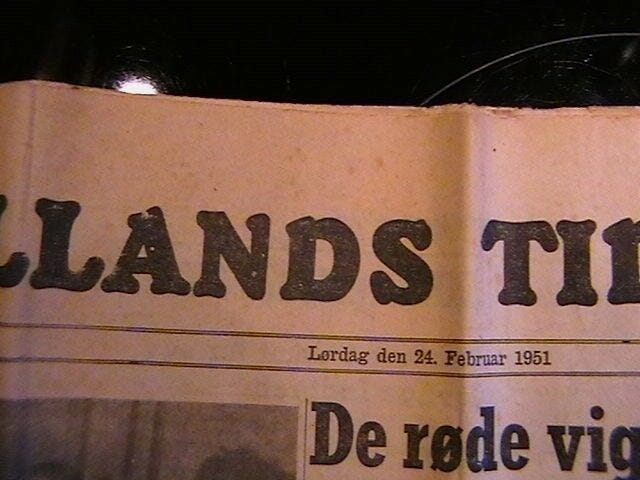 LLANDS TI
Lørdag den 24. Februar 1951
De røde vig